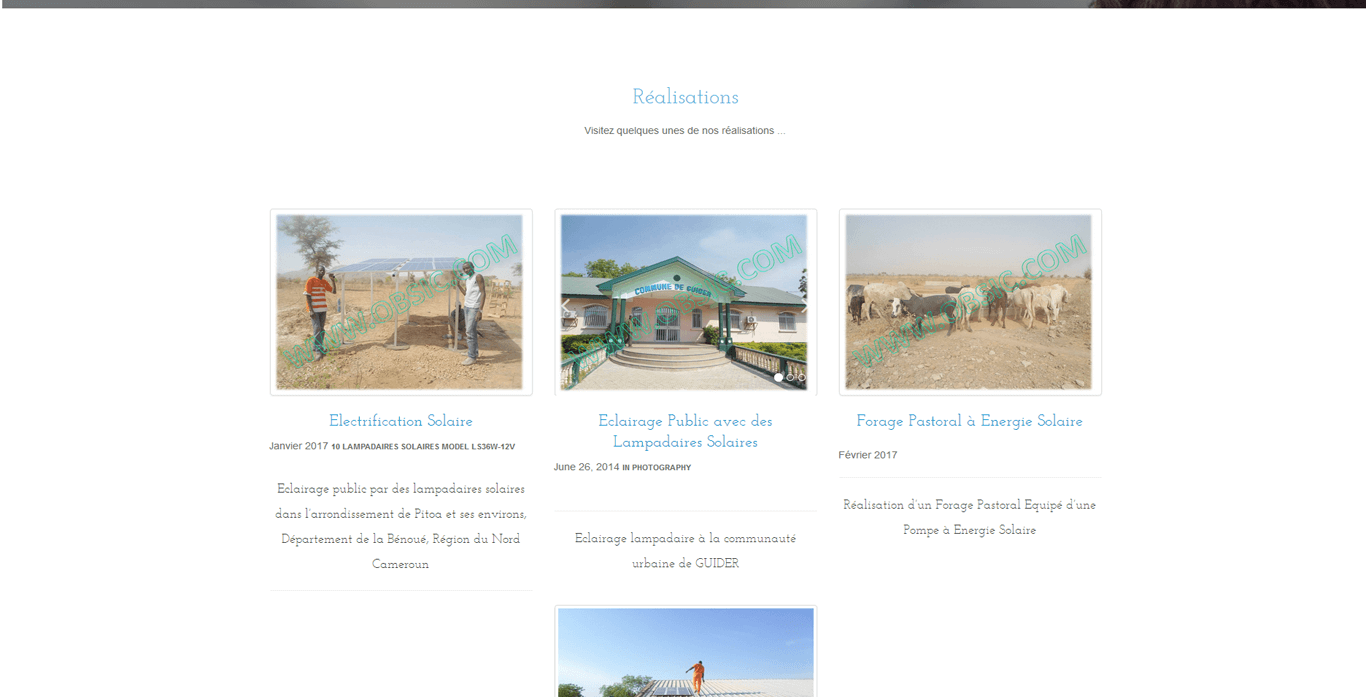 Réalisations
Visitez quelques unes de nos réalisations ...
WWW.OBSYS.COM
Electrification Solaire
Janvier 2017 10 LAMPADAIRES SOLAIRES MODEL LS36W-12V
Eclairage public par des lampadaires solaires
dans l'arrondissement de Pitoa et ses environs,
Département de la Bénoué, Région du Nord
Cameroun
COMMUNE DE GUIDER
WWW.OBSYS.COM
Eclairage Public avec des
Lampadaires Solaires
June 26, 2014 IN PHOTOGRAPHY
Eclairage lampadaire à la communauté
urbaine de GUIDER
WWW.OBSYS.COM
Forage Pastoral à Energie Solaire
Février 2017
Réalisation d'un Forage Pastoral Equipé d'une
Pompe à Energie Solaire